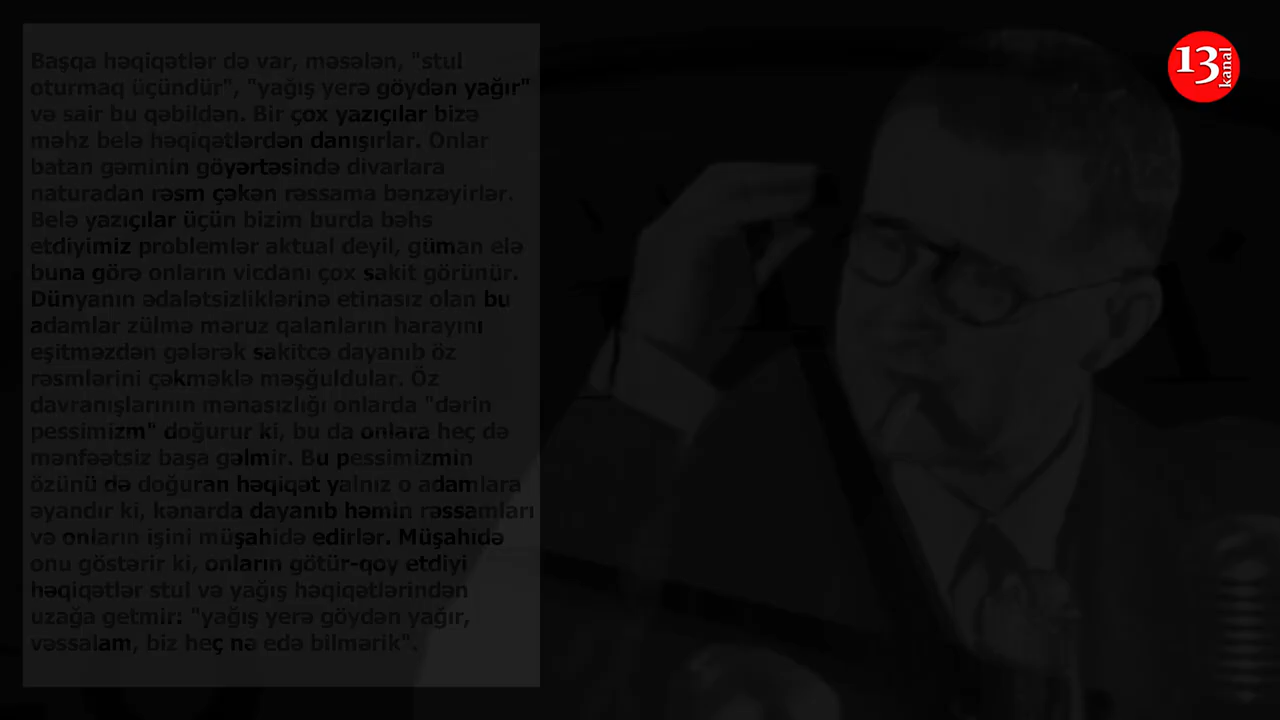 Başqa həqiqətlər də var, məsələn, "stul
oturmaq üçündür", "yağış yerə göydən yağır"
və sair bu qəbildən. Bir çox yazıçılar bizə
məhz belə həqiqətlərdən danışırlar. Onlar
batan gəminin göyərtəsində divarlara
naturadan rəsm çəkən rəssama bənzəyirlər.
Belə yazıçılar üçün bizim burda bəhs
etdiyimiz problemlər aktual deyil, güman elə
buna görə onların vicdanı çox sakit görünür.
Dünyanın ədalətsizliklərinə etinasız olan bu
adamlar zülmə məruz qalanların harayını
eşitməzdən gələrək sakitcə dayanıb öz
rəsmlərini çəkməklə məşğuldular. Öz
davranışlarının mənasızlığı onlarda "dərin
pessimizm" doğurur ki, bu da onlara heç də
mənfəətsiz başa gəlmir. Bu pessimizmin
özünü də doğuran həqiqət yalnız o adamlara
əyandır ki, kənarda dayanıb həmin rəssamları
və onların işini müşahidə edirlər. Müşahidə
onu göstərir ki, onların götür-qoy etdiyi
həqiqətlər stul və yağış həqiqətlərindən
uzağa getmir: "yağış yerə göydən yağır,
vəssalam, biz heç nə edə bilmərik".
13 kanal